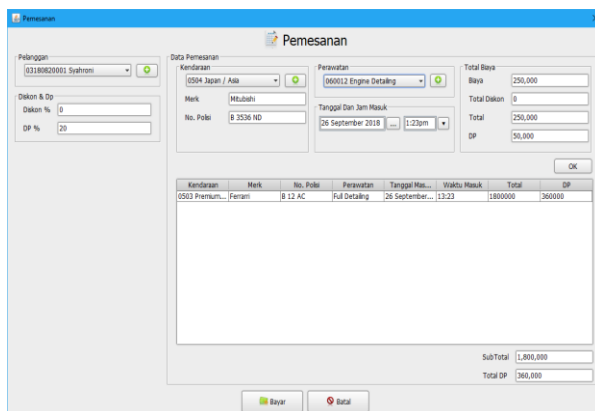 Pemesanan
Pemesanan
Pelanggan
03180820001 Syahroni
Diskon & Dp
Diskon % 0
DP % 20
Data Pemesanan
Kendaraan
0504 Japan / Asia
Merk Mitubishi
No. Polisi B 3536 ND
Perawatan
060012 Engine Detailing
Tanggal Dan Jam Masuk
26 September 2018 ... 1:23pm
Total Biaya
Biaya 250,000
Total Diskon 0
Total 250,000
DP 50,000
OK
Kendaraan Merk No. Polisi Perawatan Tanggal Mas... Waktu Masuk Total DP
0503 Premium... Ferrarri B 12 AC Full Detailing 26 September... 13:23 1800000 360000
SubTotal 1,800,000
Total DP 360,000
Bayar Batal